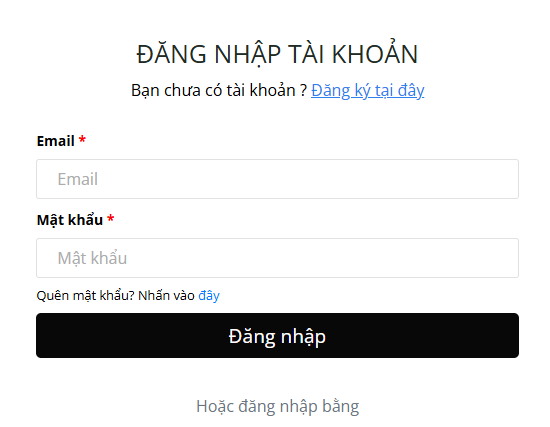 ĐĂNG NHẬP TÀI KHOẢN
Bạn chưa có tài khoản ? Đăng ký tại đây
Email *
Email
Mật khẩu *
Mật khẩu
Quên mật khẩu? Nhấn vào đây
Đăng nhập
Hoặc đăng nhập bằng